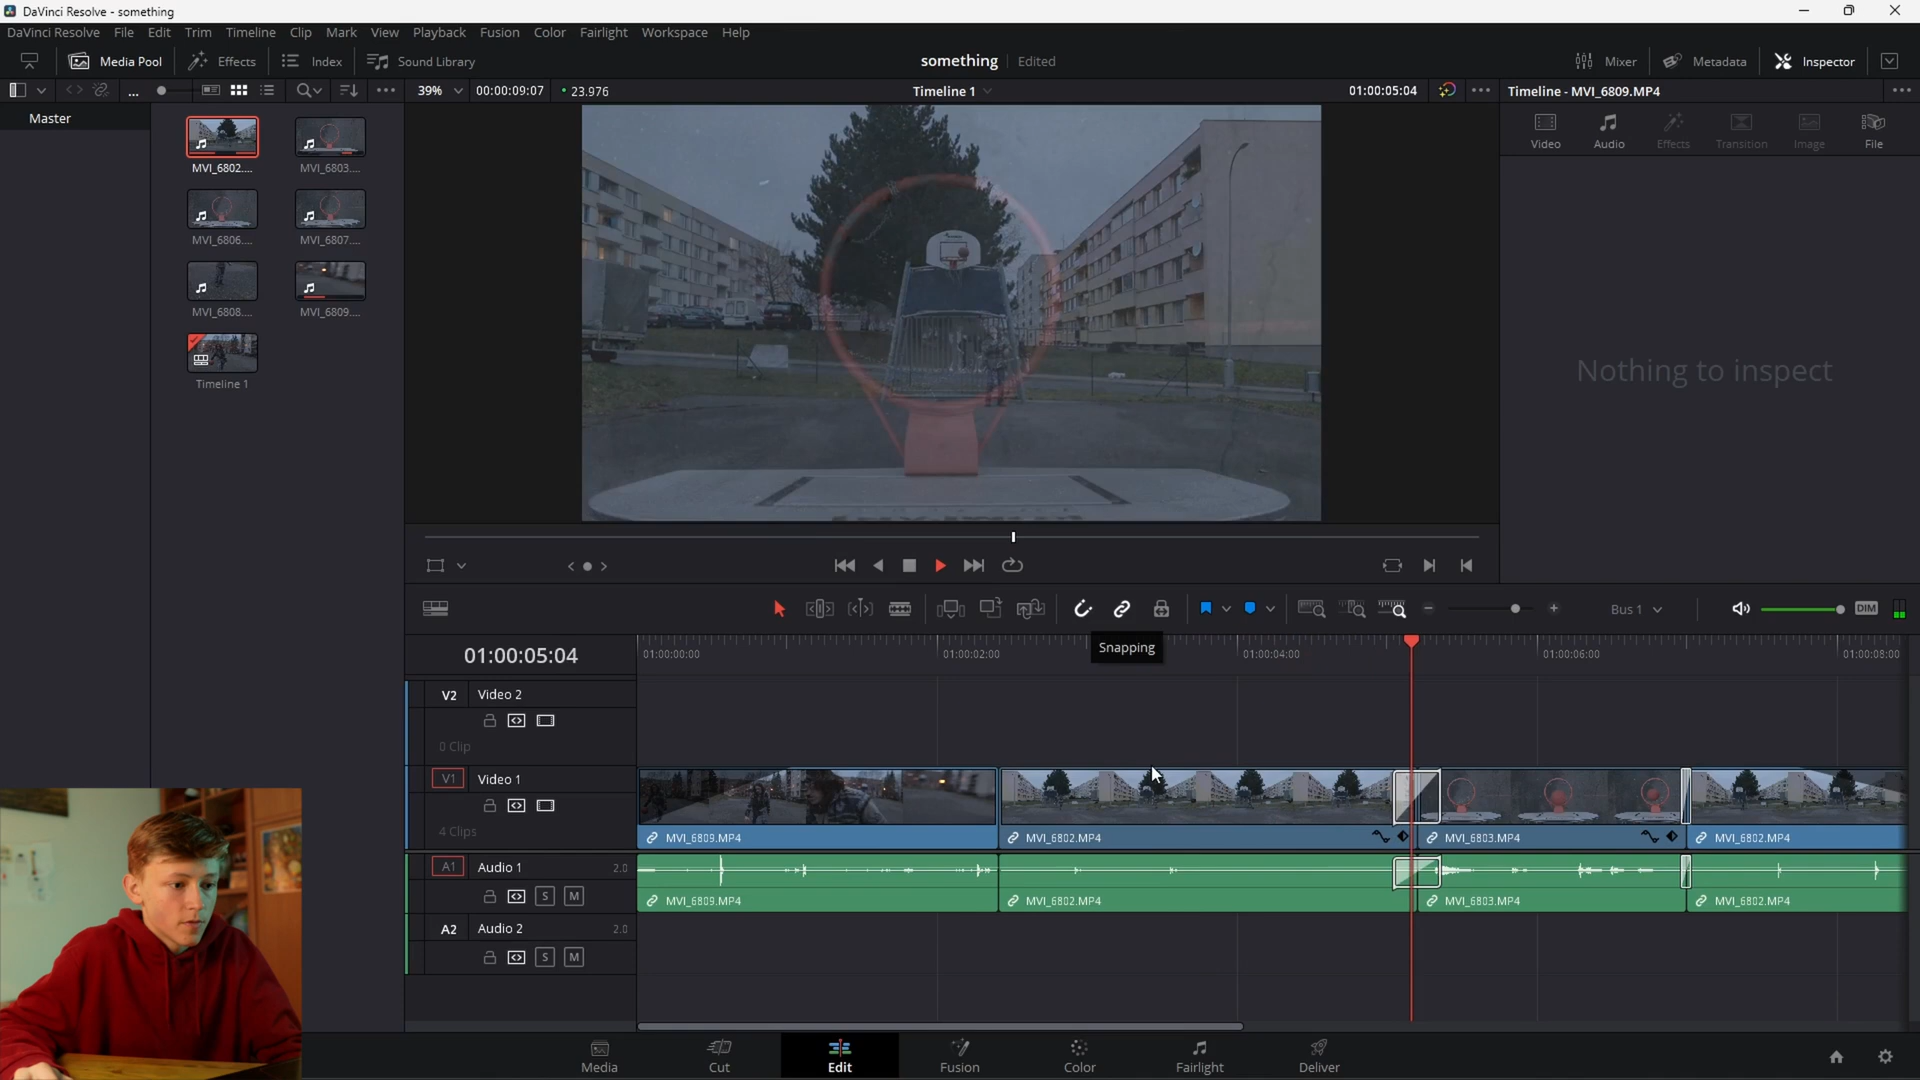 DaVinci Resolve - something
DaVinci Resolve File Edit Trim Timeline Clip Mark View Playback Fusion Color Fairlight Workspace Help
Media Pool Effects Index Sound Library
something Edited
Mixer Metadata Inspector
39% 00:00:09:07 23.976 Timeline 1 01:00:05:04 Timeline - MVI_6809.MP4
Video Audio Effects Transition Image File
Master
MVI_6802.... MVI_6803....
MVI_6806.... MVI_6807....
MVI_6808.... MVI_6809....
Timeline 1
Nothing to inspect
Bus 1 DIM
Snapping
01:00:05:04
01:00:00:00 01:00:02:00 01:00:04:00 01:00:06:00 01:00:08:00
V2 Video 2
0 Clip
V1 Video 1
4 Clips
MVI_6809.MP4 MVI_6802.MP4 MVI_6803.MP4 MVI_6802.MP4
A1 Audio 1 2.0
S M
MVI_6809.MP4 MVI_6802.MP4 MVI_6803.MP4 MVI_6802.MP4
A2 Audio 2 2.0
S M
Media Cut Edit Fusion Color Fairlight Deliver